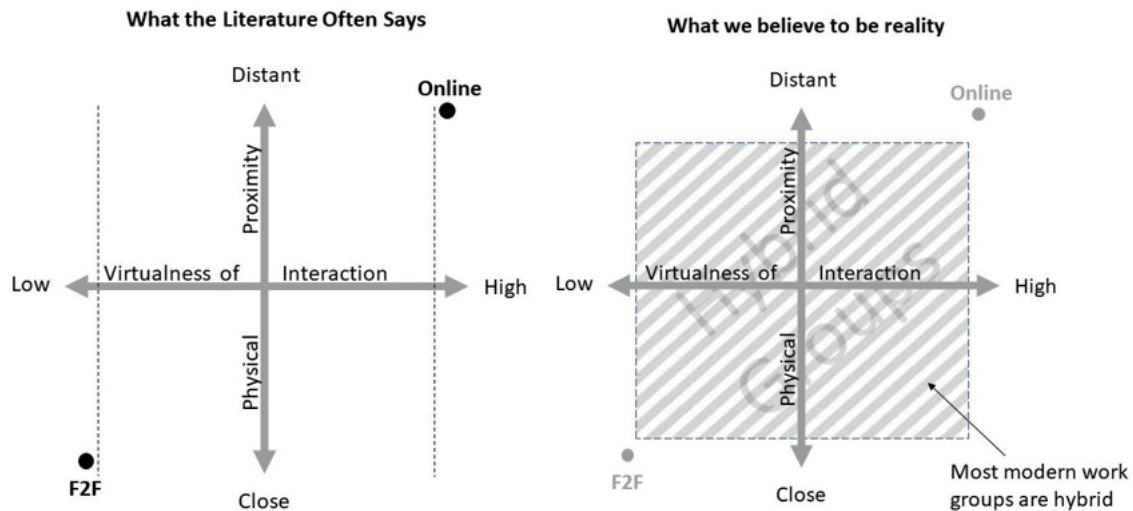 What the Literature Often Says
Distant
Online
Proximity
Low
Virtualness of
Interaction
High
Physical
F2F
Close
What we believe to be reality
Distant
Online
Proximity
Hybrid
Groups
Low
Virtualness of
Interaction
High
Physical
F2F
Close
Most modern work
groups are hybrid